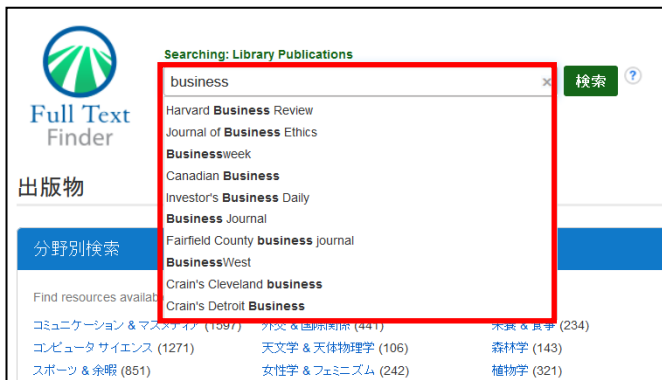 Searching: Library Publications
business × 検索 ?
Full Text
Finder
Harvard Business Review
Journal of Business Ethics
Businessweek
Canadian Business
Investor's Business Daily
Business Journal
Fairfield County business journal
BusinessWest
Crain's Cleveland business
Crain's Detroit Business
出版物
分野別検索
Find resources availab
コミュニケーション & マスメディア (1597) 外交 & 国際関係 (441) 栄養 & 食事 (234)
コンピュータ サイエンス (1271) 天文学 & 天体物理学 (106) 森林学 (143)
スポーツ & 余暇 (851) 女性学 & フェミニズム (242) 植物学 (321)